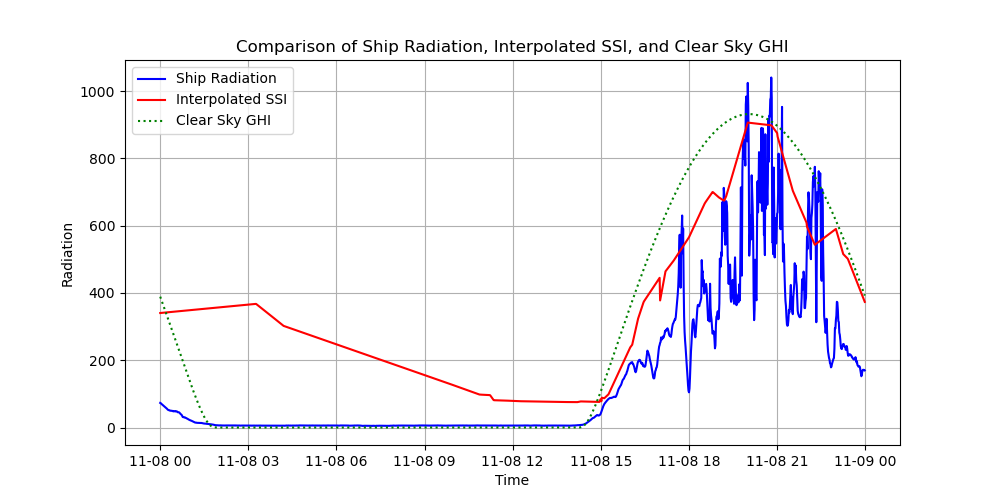 Comparison of Ship Radiation, Interpolated SSI, and Clear Sky GHI
Ship Radiation
Interpolated SSI
Clear Sky GHI
1000
800
600
400
200
0
Radiation
11-08 00 11-08 03 11-08 06 11-08 09 11-08 12 11-08 15 11-08 18 11-08 21 11-09 00
Time